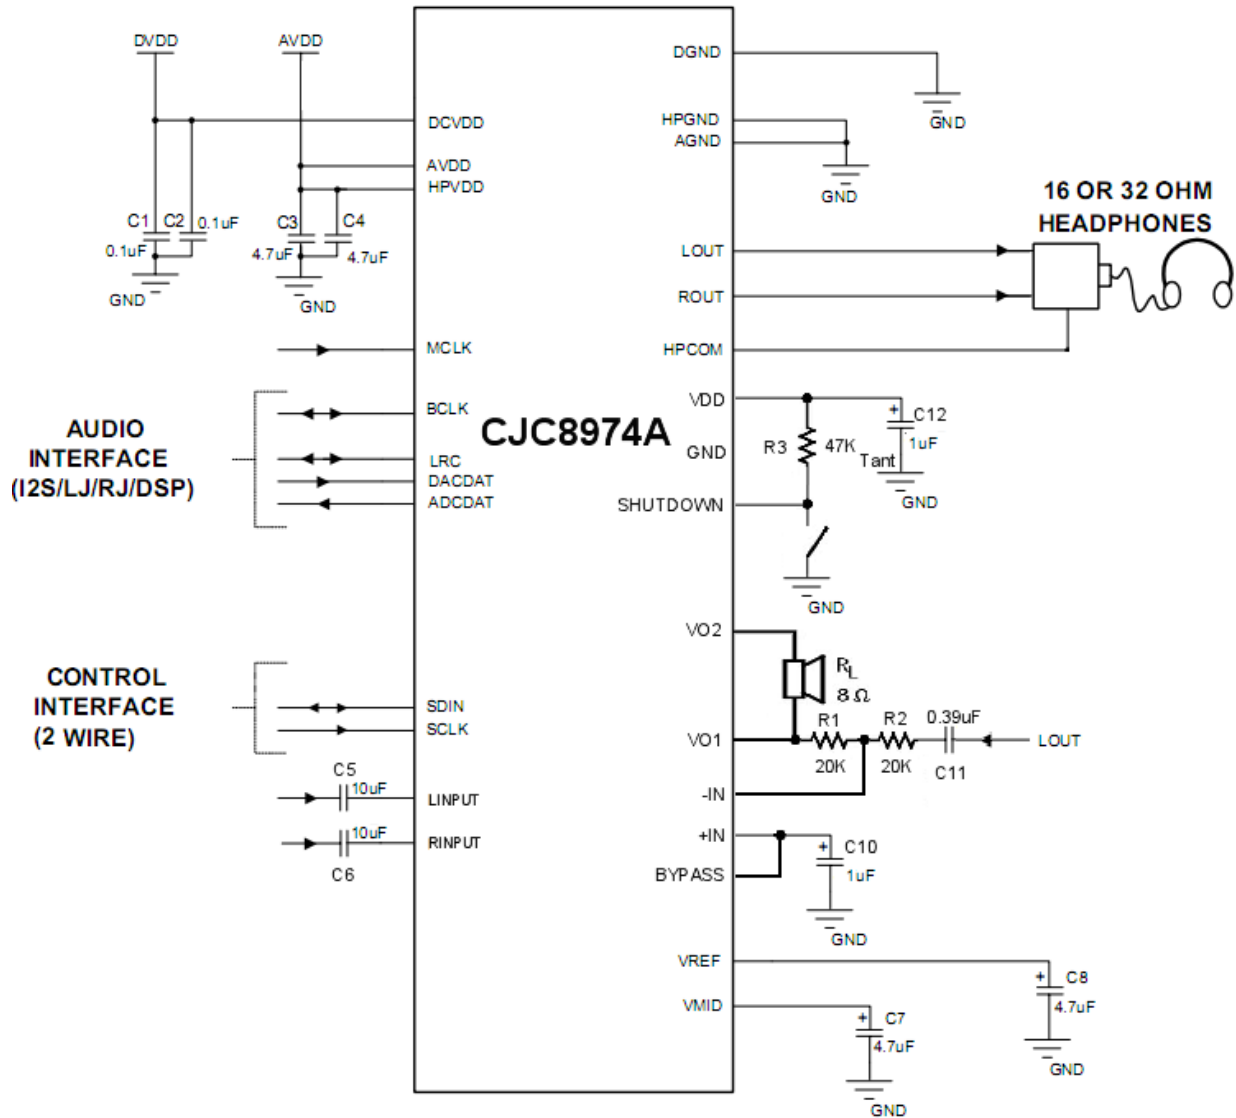 DVDD
AVDD
DCVDD
AVDD
HPVDD
C1
C2
0.1uF
0.1uF
C3
C4
4.7uF
4.7uF
GND
GND
MCLK
AUDIO
INTERFACE
(I2S/LJ/RJ/DSP)
BCLK
LRC
DACDAT
ADCDAT
CONTROL
INTERFACE
(2 WIRE)
SDIN
SCLK
C5
10uF
LINPUT
10uF
RINPUT
C6
CJC8974A
DGND
GND
HPGND
AGND
GND
16 OR 32 OHM
HEADPHONES
LOUT
ROUT
HPCOM
VDD
C12
1uF
Tant
GND
GND
R3
47K
SHUTDOWN
GND
VO2
RL
8Ω
VO1
R1
20K
R2
20K
0.39uF
C11
LOUT
-IN
+IN
BYPASS
+
C10
1uF
GND
VREF
+
C8
4.7uF
GND
VMID
+
C7
4.7uF
GND
+